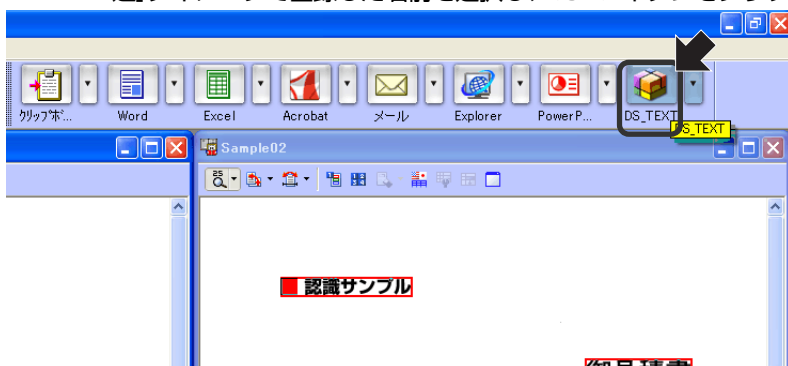 クリップボ...
Word
Excel
Acrobat
メール
Explorer
PowerP...
DS_TEXT
DS_TEXT
Sample02
認識サンプル